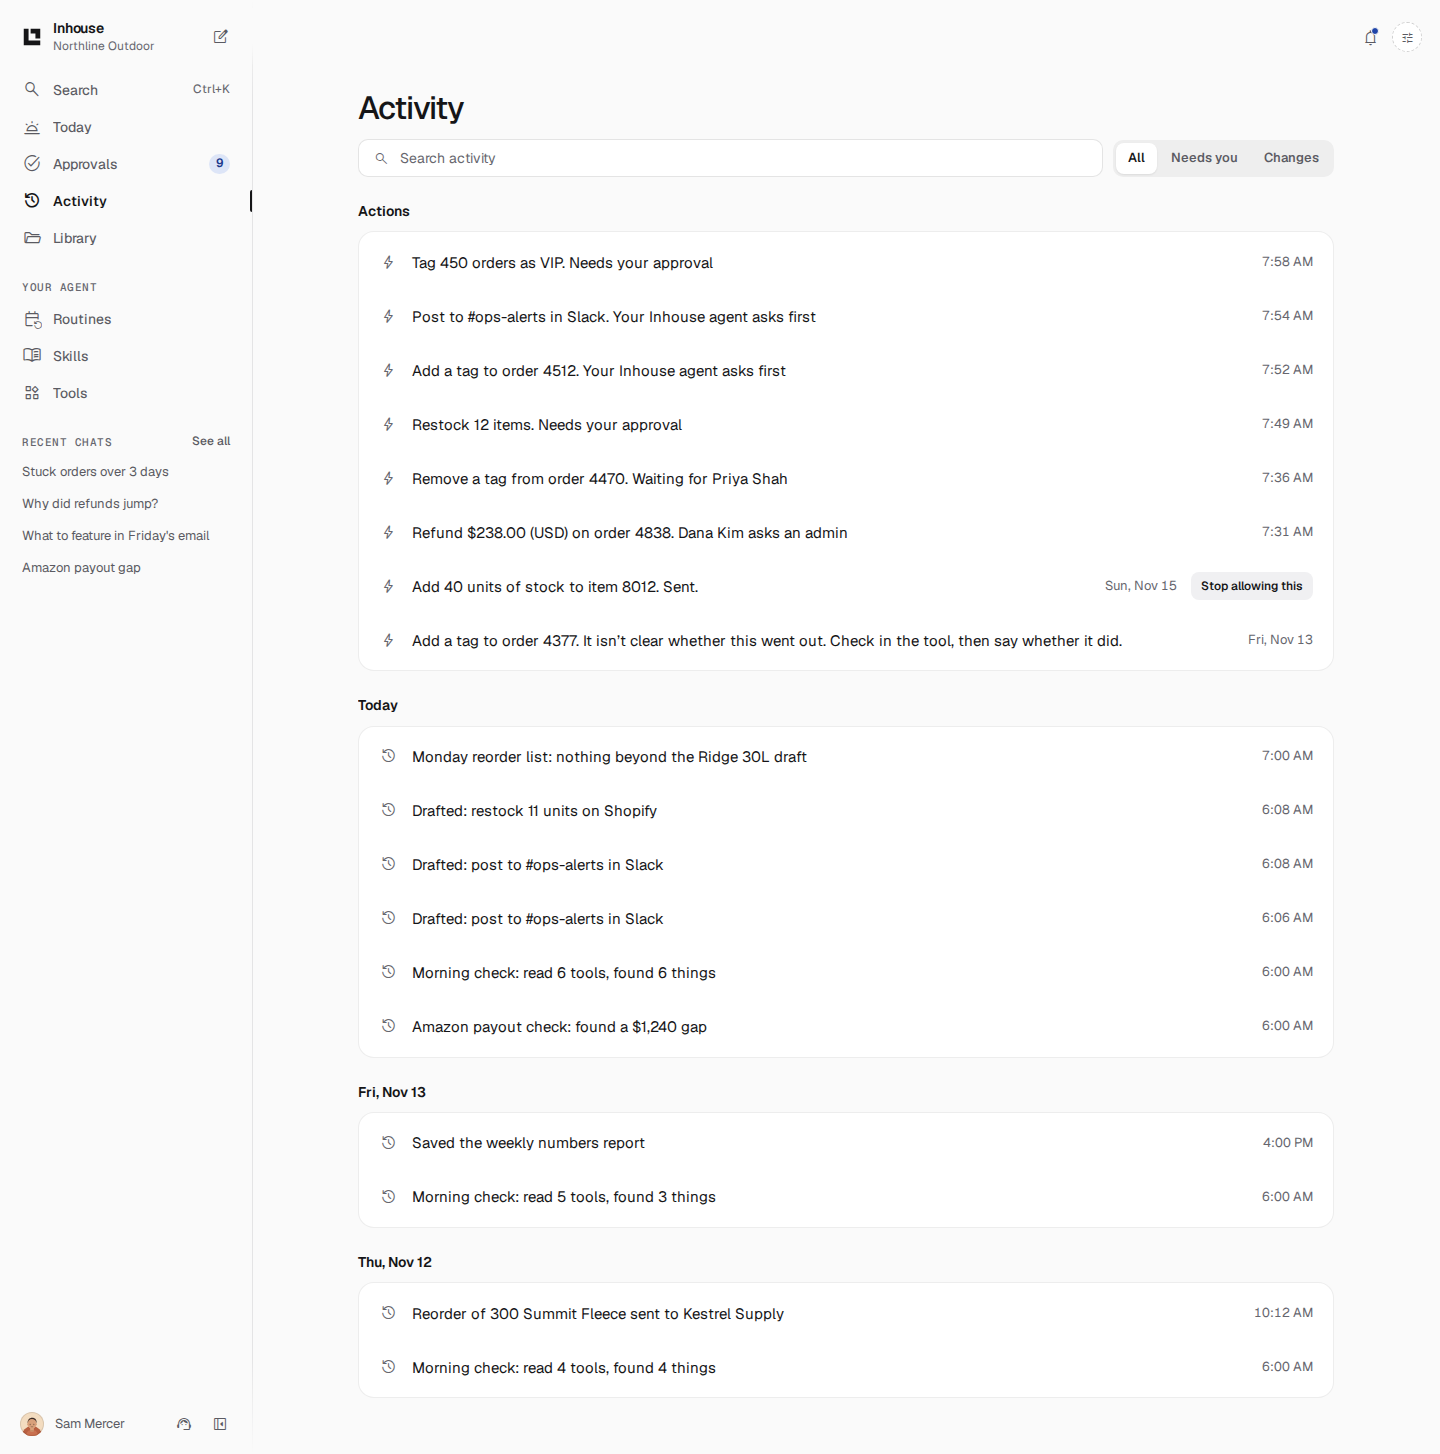 Inhouse
Northline Outdoor
Search Ctrl+K
Today
Approvals 9
Activity
Library
YOUR AGENT
Routines
Skills
Tools
RECENT CHATS See all
Stuck orders over 3 days
Why did refunds jump?
What to feature in Friday's email
Amazon payout gap
Sam Mercer
Activity
Search activity
All Needs you Changes
Actions
Tag 450 orders as VIP. Needs your approval 7:58 AM
Post to #ops-alerts in Slack. Your Inhouse agent asks first 7:54 AM
Add a tag to order 4512. Your Inhouse agent asks first 7:52 AM
Restock 12 items. Needs your approval 7:49 AM
Remove a tag from order 4470. Waiting for Priya Shah 7:36 AM
Refund $238.00 (USD) on order 4838. Dana Kim asks an admin 7:31 AM
Add 40 units of stock to item 8012. Sent. Sun, Nov 15 Stop allowing this
Add a tag to order 4377. It isn’t clear whether this went out. Check in the tool, then say whether it did. Fri, Nov 13
Today
Monday reorder list: nothing beyond the Ridge 30L draft 7:00 AM
Drafted: restock 11 units on Shopify 6:08 AM
Drafted: post to #ops-alerts in Slack 6:08 AM
Drafted: post to #ops-alerts in Slack 6:06 AM
Morning check: read 6 tools, found 6 things 6:00 AM
Amazon payout check: found a $1,240 gap 6:00 AM
Fri, Nov 13
Saved the weekly numbers report 4:00 PM
Morning check: read 5 tools, found 3 things 6:00 AM
Thu, Nov 12
Reorder of 300 Summit Fleece sent to Kestrel Supply 10:12 AM
Morning check: read 4 tools, found 4 things 6:00 AM